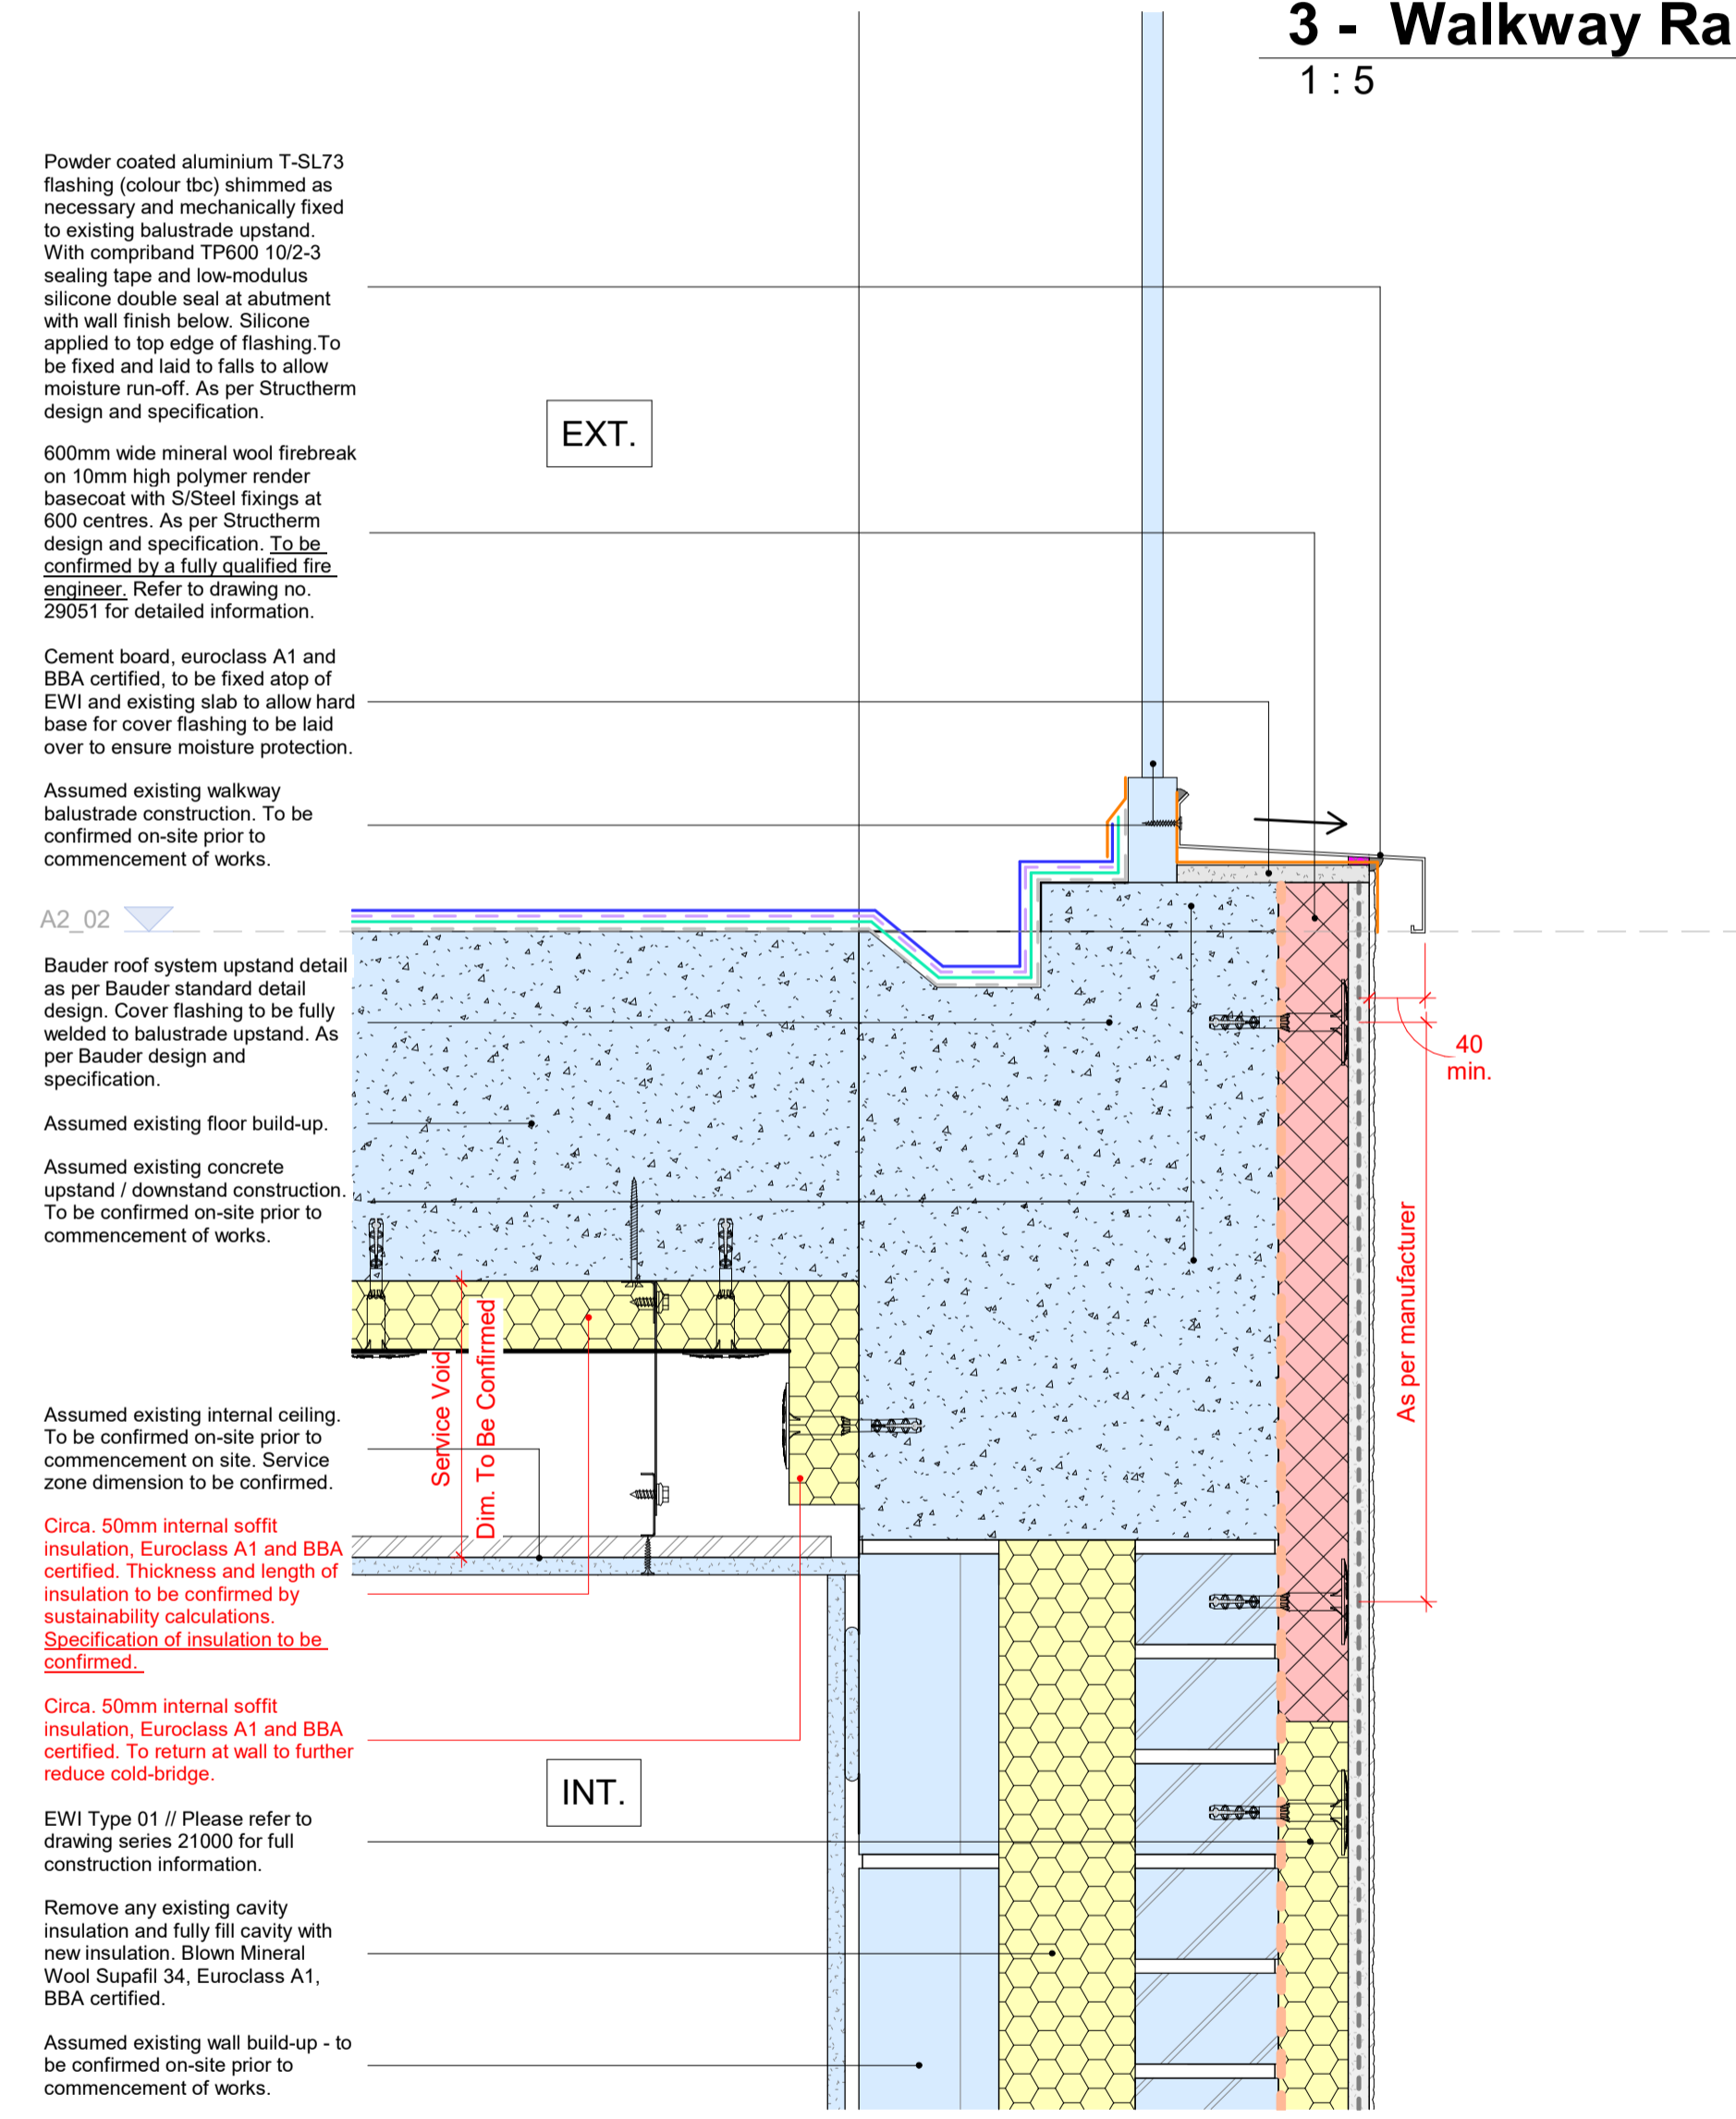 3 - Walkway Ra
1 : 5
Powder coated aluminium T-SL73
flashing (colour tbc) shimmed as
necessary and mechanically fixed
to existing balustrade upstand.
With compriband TP600 10/2-3
sealing tape and low-modulus
silicone double seal at abutment
with wall finish below. Silicone
applied to top edge of flashing.To
be fixed and laid to falls to allow
moisture run-off. As per Structherm
design and specification.
EXT.
600mm wide mineral wool firebreak
on 10mm high polymer render
basecoat with S/Steel fixings at
600 centres. As per Structherm
design and specification. To be
confirmed by a fully qualified fire
engineer. Refer to drawing no.
29051 for detailed information.
Cement board, euroclass A1 and
BBA certified, to be fixed atop of
EWI and existing slab to allow hard
base for cover flashing to be laid
over to ensure moisture protection.
Assumed existing walkway
balustrade construction. To be
confirmed on-site prior to
commencement of works.
A2_02
Bauder roof system upstand detail
as per Bauder standard detail
design. Cover flashing to be fully
welded to balustrade upstand. As
per Bauder design and
specification.
40
min.
Assumed existing floor build-up.
Assumed existing concrete
upstand / downstand construction.
To be confirmed on-site prior to
commencement of works.
As per manufacturer
Service Void
Dim. To Be Confirmed
Assumed existing internal ceiling.
To be confirmed on-site prior to
commencement on site. Service
zone dimension to be confirmed.
Circa. 50mm internal soffit
insulation, Euroclass A1 and BBA
certified. Thickness and length of
insulation to be confirmed by
sustainability calculations.
Specification of insulation to be
confirmed.
Circa. 50mm internal soffit
insulation, Euroclass A1 and BBA
certified. To return at wall to further
reduce cold-bridge.
INT.
EWI Type 01 // Please refer to
drawing series 21000 for full
construction information.
Remove any existing cavity
insulation and fully fill cavity with
new insulation. Blown Mineral
Wool Supafil 34, Euroclass A1,
BBA certified.
Assumed existing wall build-up - to
be confirmed on-site prior to
commencement of works.